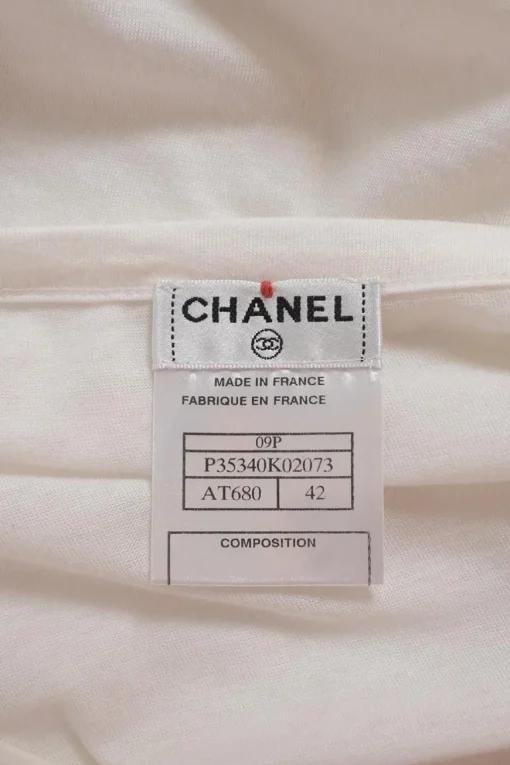 CHANEL
MADE IN FRANCE
FABRIQUE EN FRANCE
09P
P35340K02073
AT680 42
COMPOSITION